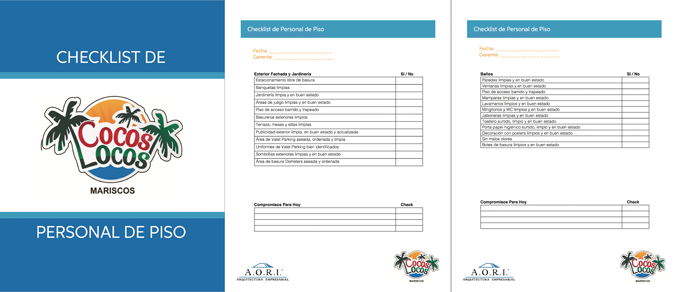 CHECKLIST DE
COCOS
LOCOS
MARISCOS
PERSONAL DE PISO
Checklist de Personal de Piso
Fecha: ____________________
Gerente: ____________________
Exterior Fachada y Jardinería Si / No
Estacionamiento libre de basura
Banquetas limpias
Jardinería limpia y en buen estado
Áreas de juego limpias y en buen estado
Piso de acceso barrido y trapeado
Basureros exteriores limpios
Terraza, mesas y sillas limpias
Publicidad exterior limpia, en buen estado y actualizada
Área de Valet Parking aseada, ordenada y limpia
Uniformes de Valet Parking bien identificados
Sombrillas exteriores limpias y en buen estado
Área de basura Domstera aseada y ordenada
Compromisos Para Hoy Check
A.O.R.I.
ARQUITECTURA EMPRESARIAL
COCOS
LOCOS
MARISCOS
Checklist de Personal de Piso
Fecha: ____________________
Gerente: ____________________
Baños Si / No
Paredes limpias y en buen estado
Ventanas limpias y en buen estado
Piso de acceso barrido y trapeado
Mamparas limpias y en buen estado
Lavamanos limpios y en buen estado
Mingitorios y WC limpios y en buen estado
Jaboneras limpias y en buen estado
Toallero surtido, limpio y en buen estado
Porta papel higiénico surtido, limpio y en buen estado
Decoración con posters limpios y en buen estado
Sin malos olores
Botes de basura limpios y en buen estado
Compromisos Para Hoy Check
A.O.R.I.
ARQUITECTURA EMPRESARIAL
COCOS
LOCOS
MARISCOS